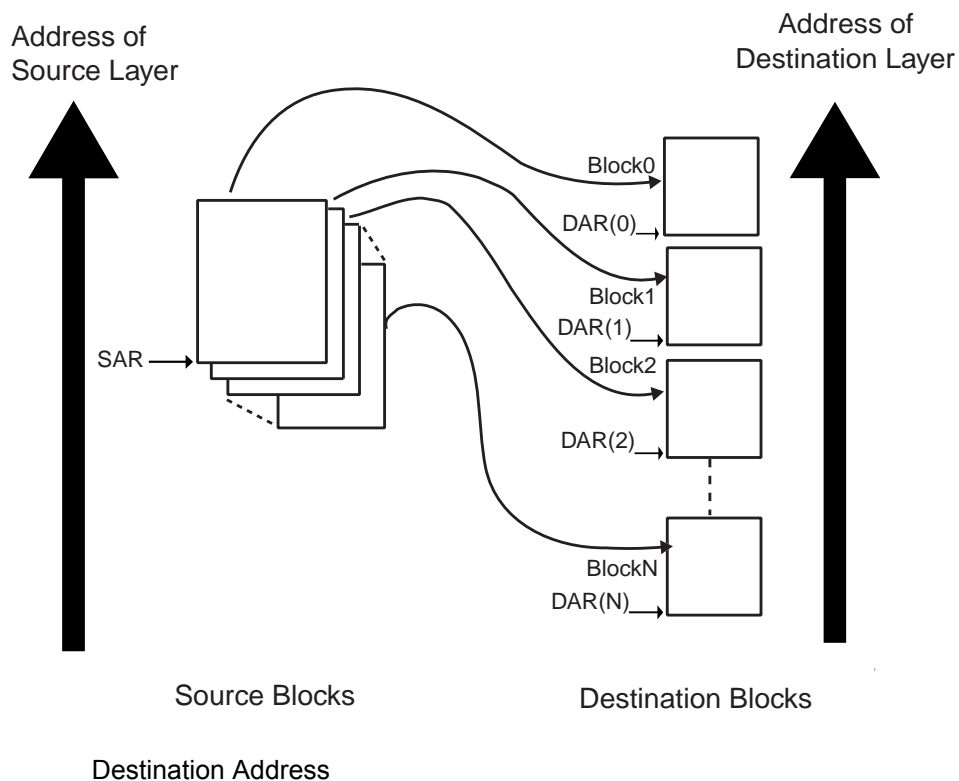 Address of
Source Layer
Address of
Destination Layer
Block0
DAR(0)
Block1
DAR(1)
SAR
Block2
DAR(2)
BlockN
DAR(N)
Source Blocks
Destination Blocks
Destination Address